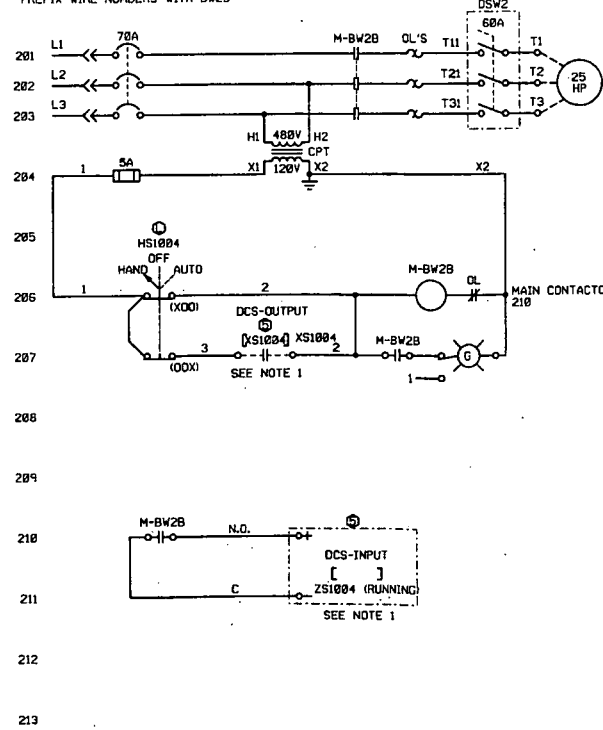 PREFIX WIRE NUMBERS WITH BW2B
DSW2
60A
201 L1 70A M-BW2B OL'S T11 T1
202 L2 T21 T2 25 HP
203 L3 T31 T3
H1 480V H2
CPT
204 1 5A X1 120V X2 X2
205
L
HS1004
OFF
HAND AUTO
M-BW2B OL
206 1 (XOO) 2 MAIN CONTACTO
210
DCS-OUTPUT
5
[XS1004] XS1004
M-BW2B
207 (OOX) 3 2 G
SEE NOTE 1
1
208
209
M-BW2B 5
210 N.O. +
DCS-INPUT
[ ]
211 C ZS1004 (RUNNING)
SEE NOTE 1
212
213